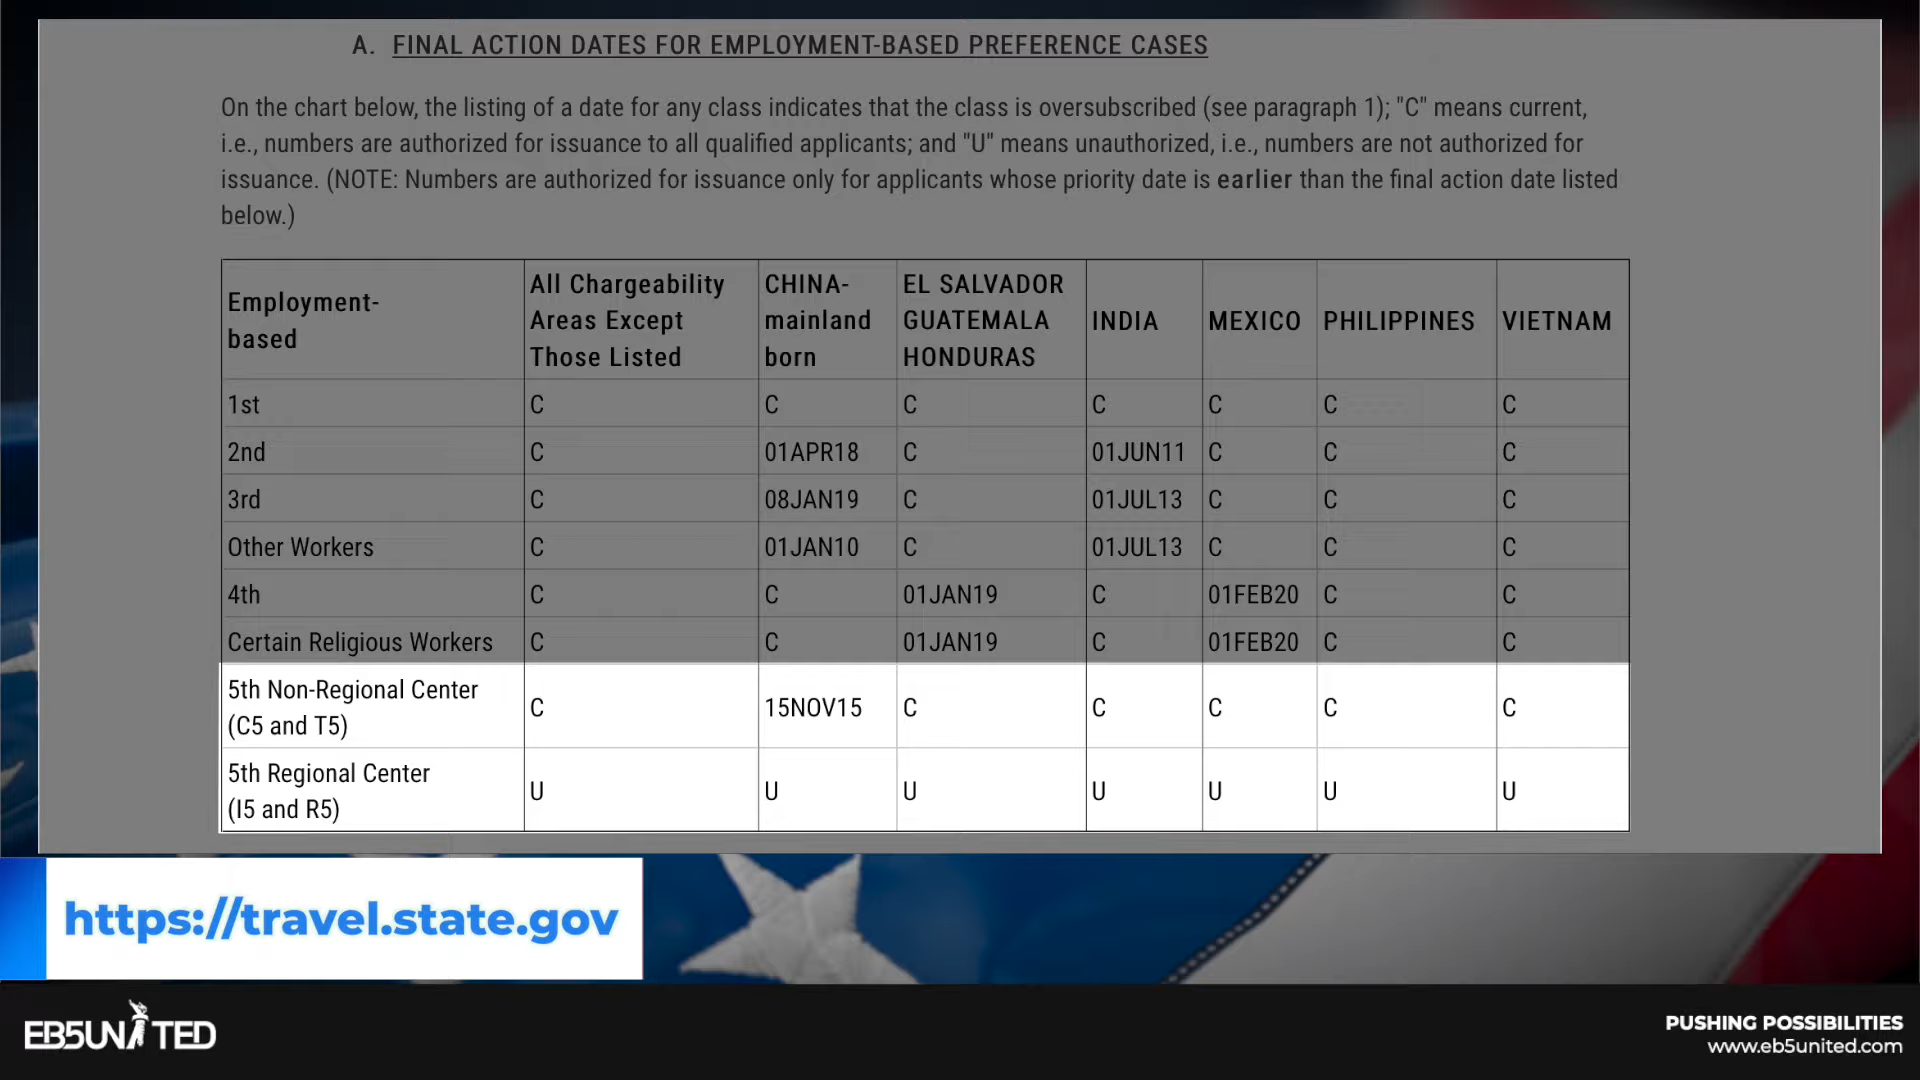 A. FINAL ACTION DATES FOR EMPLOYMENT-BASED PREFERENCE CASES
On the chart below, the listing of a date for any class indicates that the class is oversubscribed (see paragraph 1); "C" means current,
i.e., numbers are authorized for issuance to all qualified applicants; and "U" means unauthorized, i.e., numbers are not authorized for
issuance. (NOTE: Numbers are authorized for issuance only for applicants whose priority date is earlier than the final action date listed
below.)
Employment-
based
All Chargeability
Areas Except
Those Listed
CHINA-
mainland
born
EL SALVADOR
GUATEMALA
HONDURAS
INDIA
MEXICO
PHILIPPINES
VIETNAM
1st C C C C C C C
2nd C 01APR18 C 01JUN11 C C C
3rd C 08JAN19 C 01JUL13 C C C
Other Workers C 01JAN10 C 01JUL13 C C C
4th C C 01JAN19 C 01FEB20 C C
Certain Religious Workers C C 01JAN19 C 01FEB20 C C
5th Non-Regional Center
(C5 and T5)
C 15NOV15 C C C C C
5th Regional Center
(I5 and R5)
U U U U U U U
https://travel.state.gov
EB5UNITED
PUSHING POSSIBILITIES
www.eb5united.com